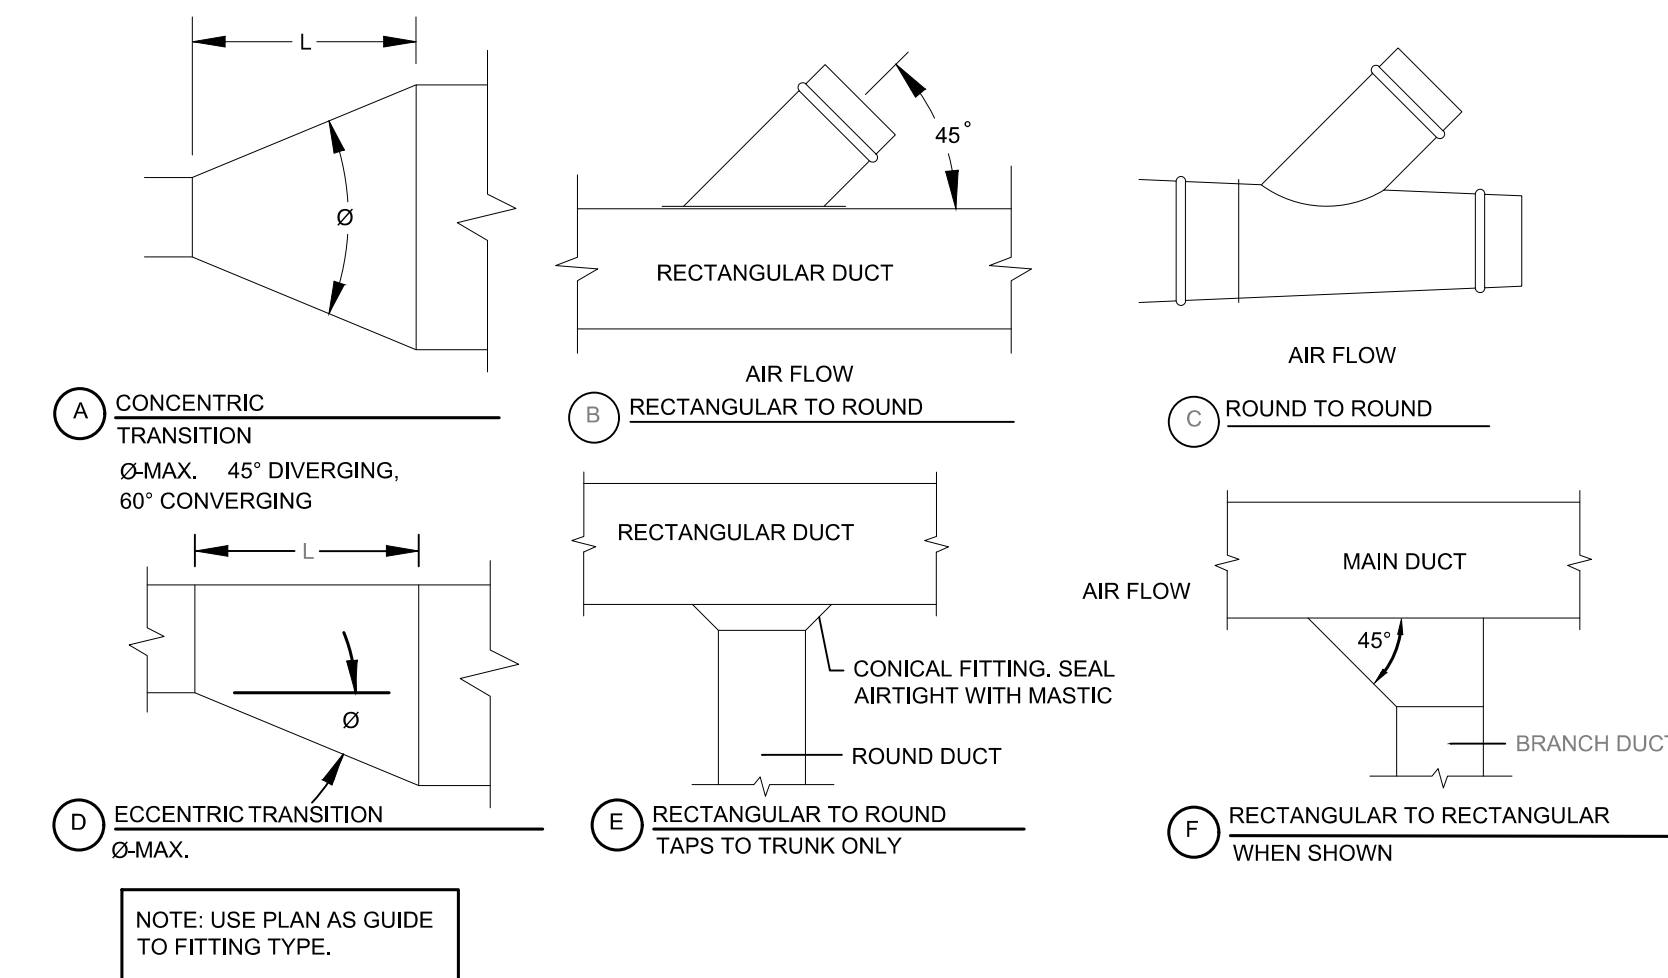 L
Ø
A
CONCENTRIC
TRANSITION
Ø-MAX. 45° DIVERGING,
60° CONVERGING
45°
RECTANGULAR DUCT
AIR FLOW
B
RECTANGULAR TO ROUND
AIR FLOW
C
ROUND TO ROUND
L
Ø
D
ECCENTRIC TRANSITION
Ø-MAX.
RECTANGULAR DUCT
CONICAL FITTING. SEAL
AIRTIGHT WITH MASTIC
ROUND DUCT
E
RECTANGULAR TO ROUND
TAPS TO TRUNK ONLY
MAIN DUCT
AIR FLOW
45°
BRANCH DUCT
F
RECTANGULAR TO RECTANGULAR
WHEN SHOWN
NOTE: USE PLAN AS GUIDE
TO FITTING TYPE.